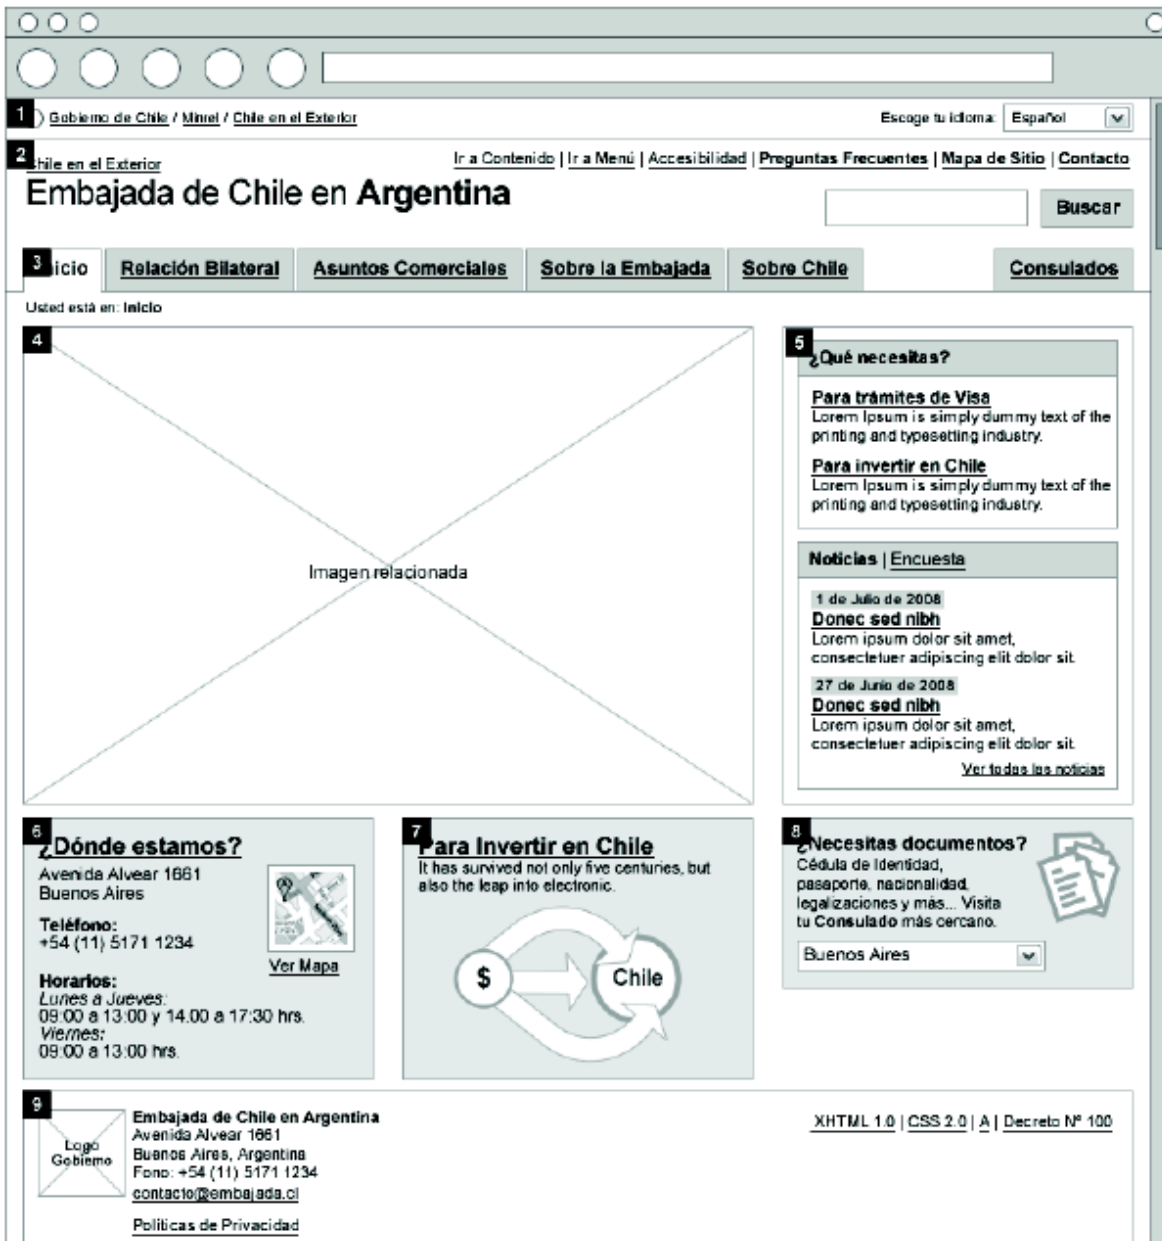 1
Gobierno de Chile / Minrel / Chile en el Exterior
Escoge tu idioma: Español
2
Chile en el Exterior
Ir a Contenido | Ir a Menú | Accesibilidad | Preguntas Frecuentes | Mapa de Sitio | Contacto
Embajada de Chile en Argentina
Buscar
3
Inicio
Relación Bilateral
Asuntos Comerciales
Sobre la Embajada
Sobre Chile
Consulados
Usted está en: Inicio
4
Imagen relacionada
5
¿Qué necesitas?
Para trámites de Visa
Lorem Ipsum is simply dummy text of the
printing and typesetting industry.
Para invertir en Chile
Lorem Ipsum is simply dummy text of the
printing and typesetting industry.
Noticias | Encuesta
1 de Julio de 2008
Donec sed nibh
Lorem ipsum dolor sit amet,
consectetuer adipiscing elit dolor sit
27 de Junio de 2008
Donec sed nibh
Lorem ipsum dolor sit amet,
consectetuer adipiscing elit dolor sit
Ver todas las noticias
6
¿Dónde estamos?
Avenida Alvear 1661
Buenos Aires
Teléfono:
+54 (11) 5171 1234
Ver Mapa
Horarios:
Lunes a Jueves:
09:00 a 13:00 y 14.00 a 17:30 hrs.
Viernes:
09:00 a 13:00 hrs.
7
Para Invertir en Chile
It has survived not only five centuries, but
also the leap into electronic.
$
Chile
8
¿Necesitas documentos?
Cédula de Identidad,
pasaporte, nacionalidad,
legalizaciones y más... Visita
tu Consulado más cercano.
Buenos Aires
9
Logo
Gobierno
Embajada de Chile en Argentina
Avenida Alvear 1661
Buenos Aires, Argentina
Fono: +54 (11) 5171 1234
contacto@embajada.cl
Políticas de Privacidad
XHTML 1.0 | CSS 2.0 | A | Decreto Nº 100